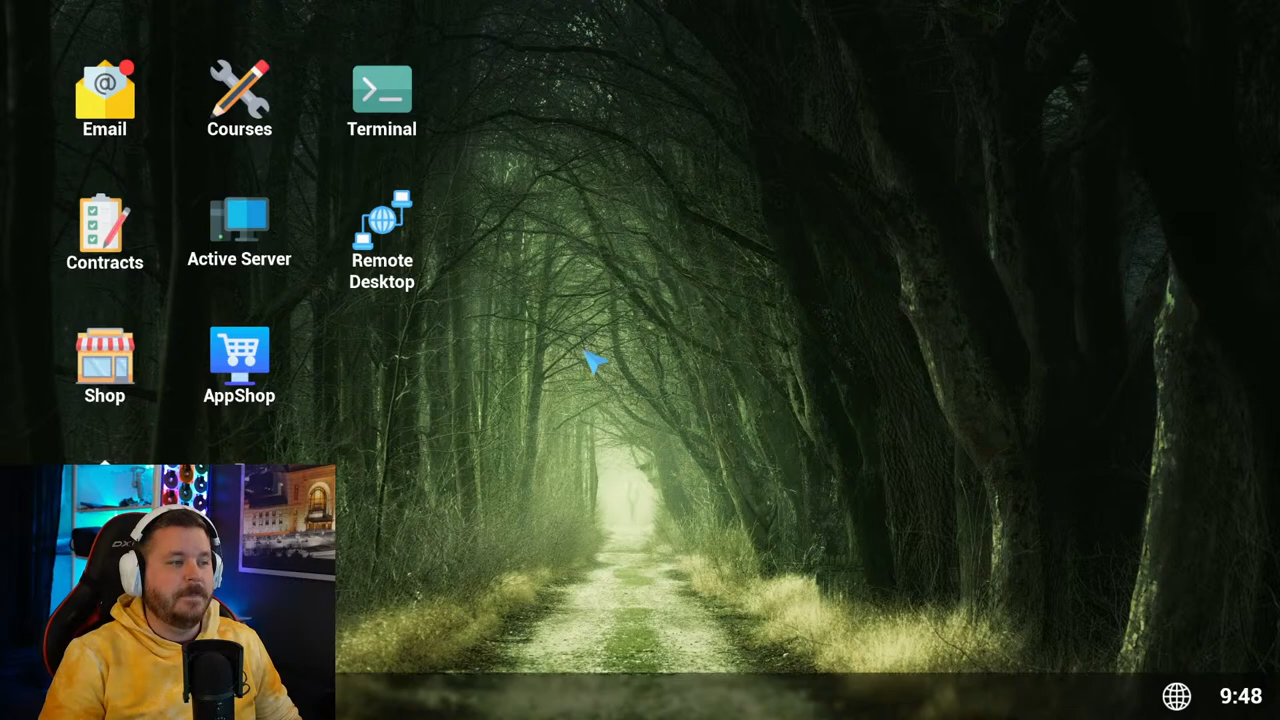 Email
Courses
Terminal
Contracts
Active Server
Remote
Desktop
Shop
AppShop
9:48